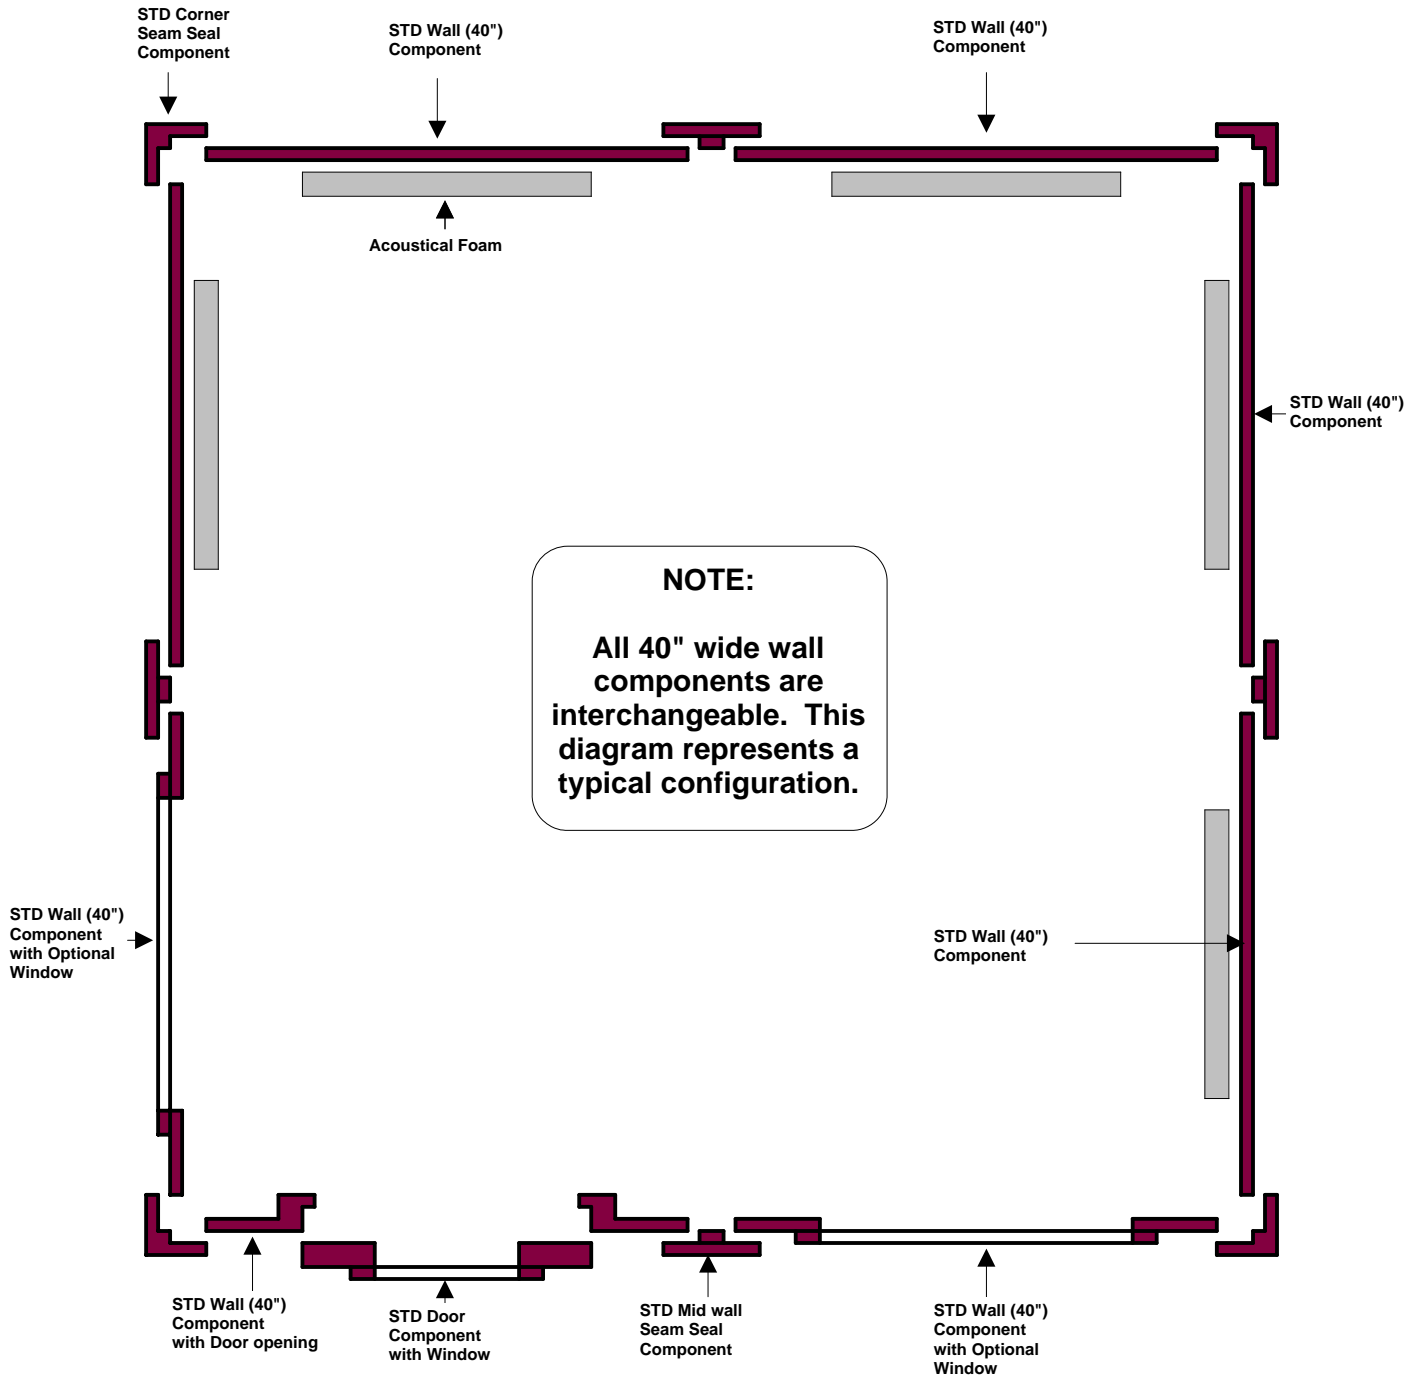 STD Corner
Seam Seal
Component
STD Wall (40")
Component
STD Wall (40")
Component
Acoustical Foam
STD Wall (40")
Component
NOTE:
All 40" wide wall
components are
interchangeable.  This
diagram represents a
typical configuration.
STD Wall (40")
Component
with Optional
Window
STD Wall (40")
Component
STD Wall (40")
Component
with Door opening
STD Door
Component
with Window
STD Mid wall
Seam Seal
Component
STD Wall (40")
Component
with Optional
Window